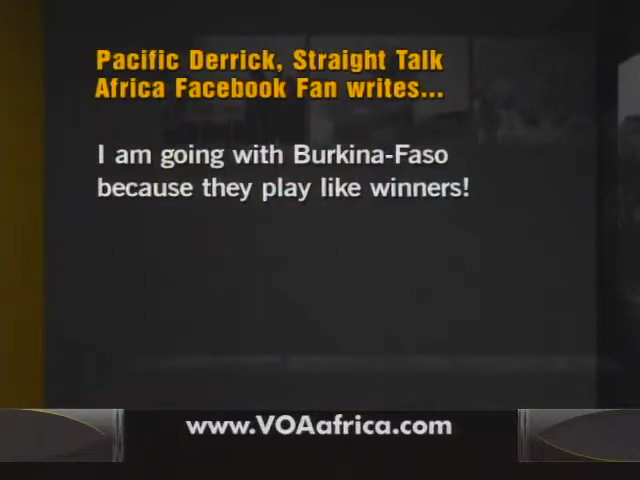 Pacific Derrick, Straight Talk
Africa Facebook Fan writes...
I am going with Burkina-Faso
because they play like winners!
www.VOAafrica.com